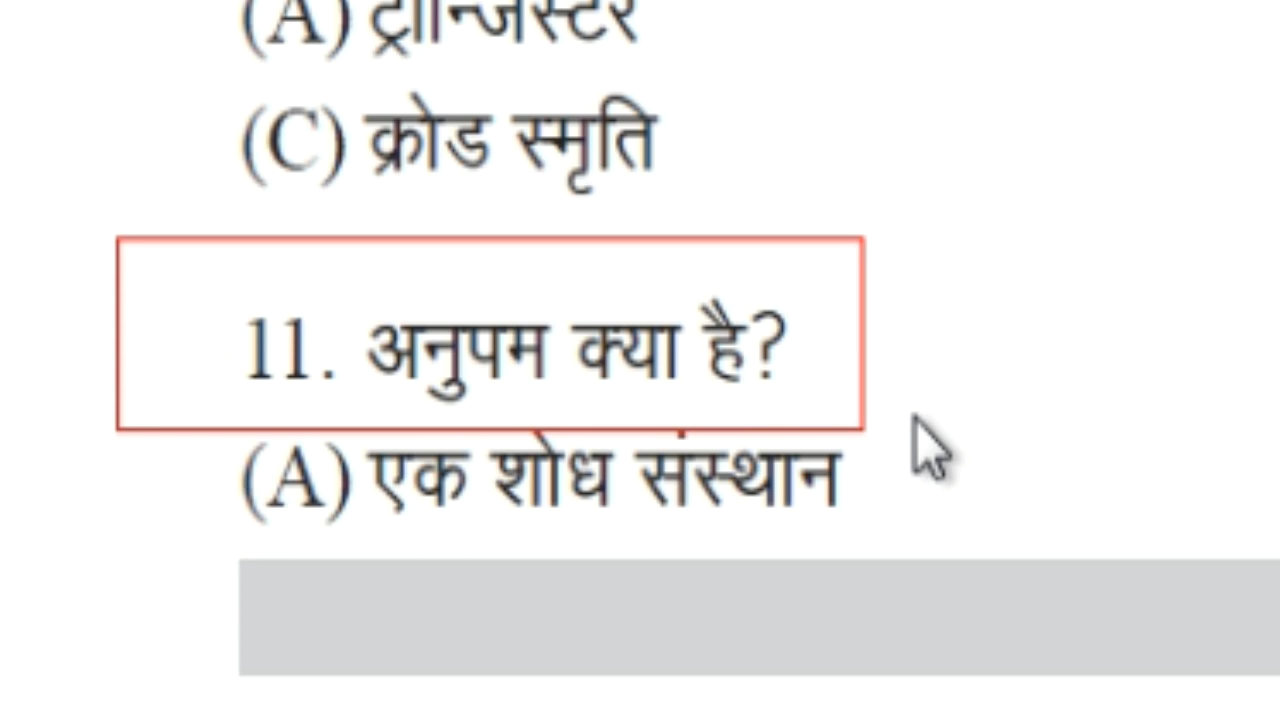 (A) ट्रांन्जिस्टर
(C) क्रोड स्मृति
11. अनुपम क्या है?
(A) एक शोध संस्थान